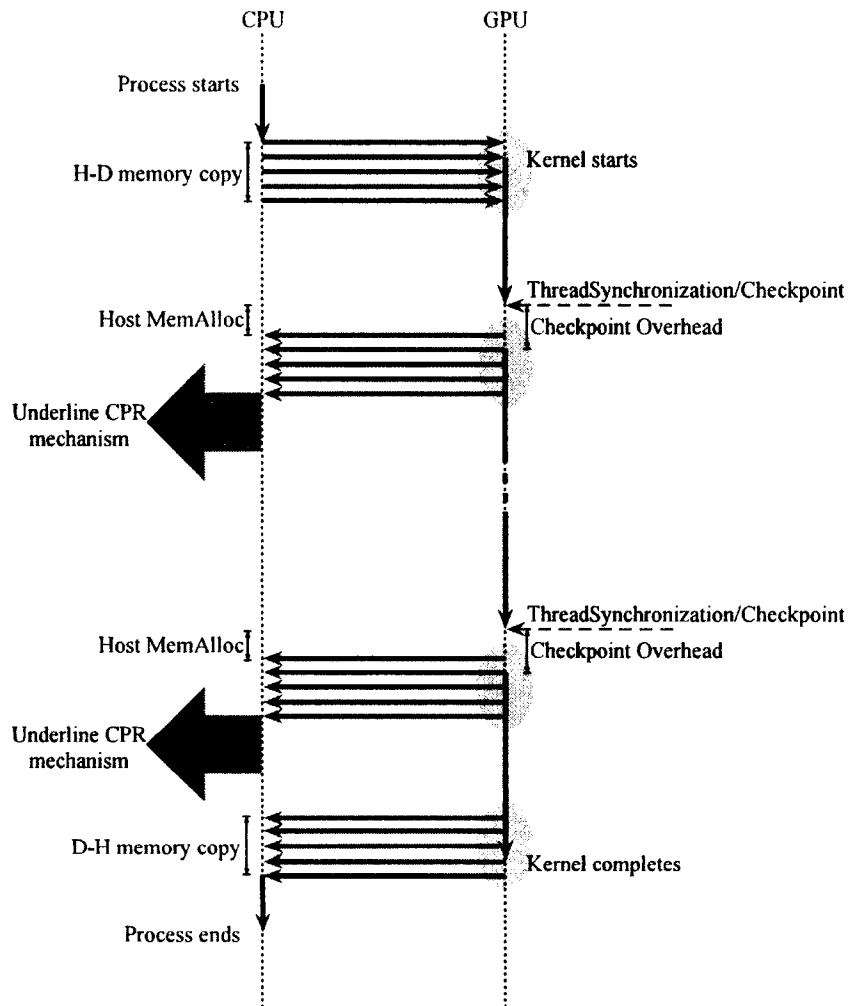 CPU
GPU
Process starts
H-D memory copy
Kernel starts
ThreadSynchronization/Checkpoint
Host MemAlloc
Checkpoint Overhead
Underline CPR
mechanism
ThreadSynchronization/Checkpoint
Host MemAlloc
Checkpoint Overhead
Underline CPR
mechanism
D-H memory copy
Kernel completes
Process ends